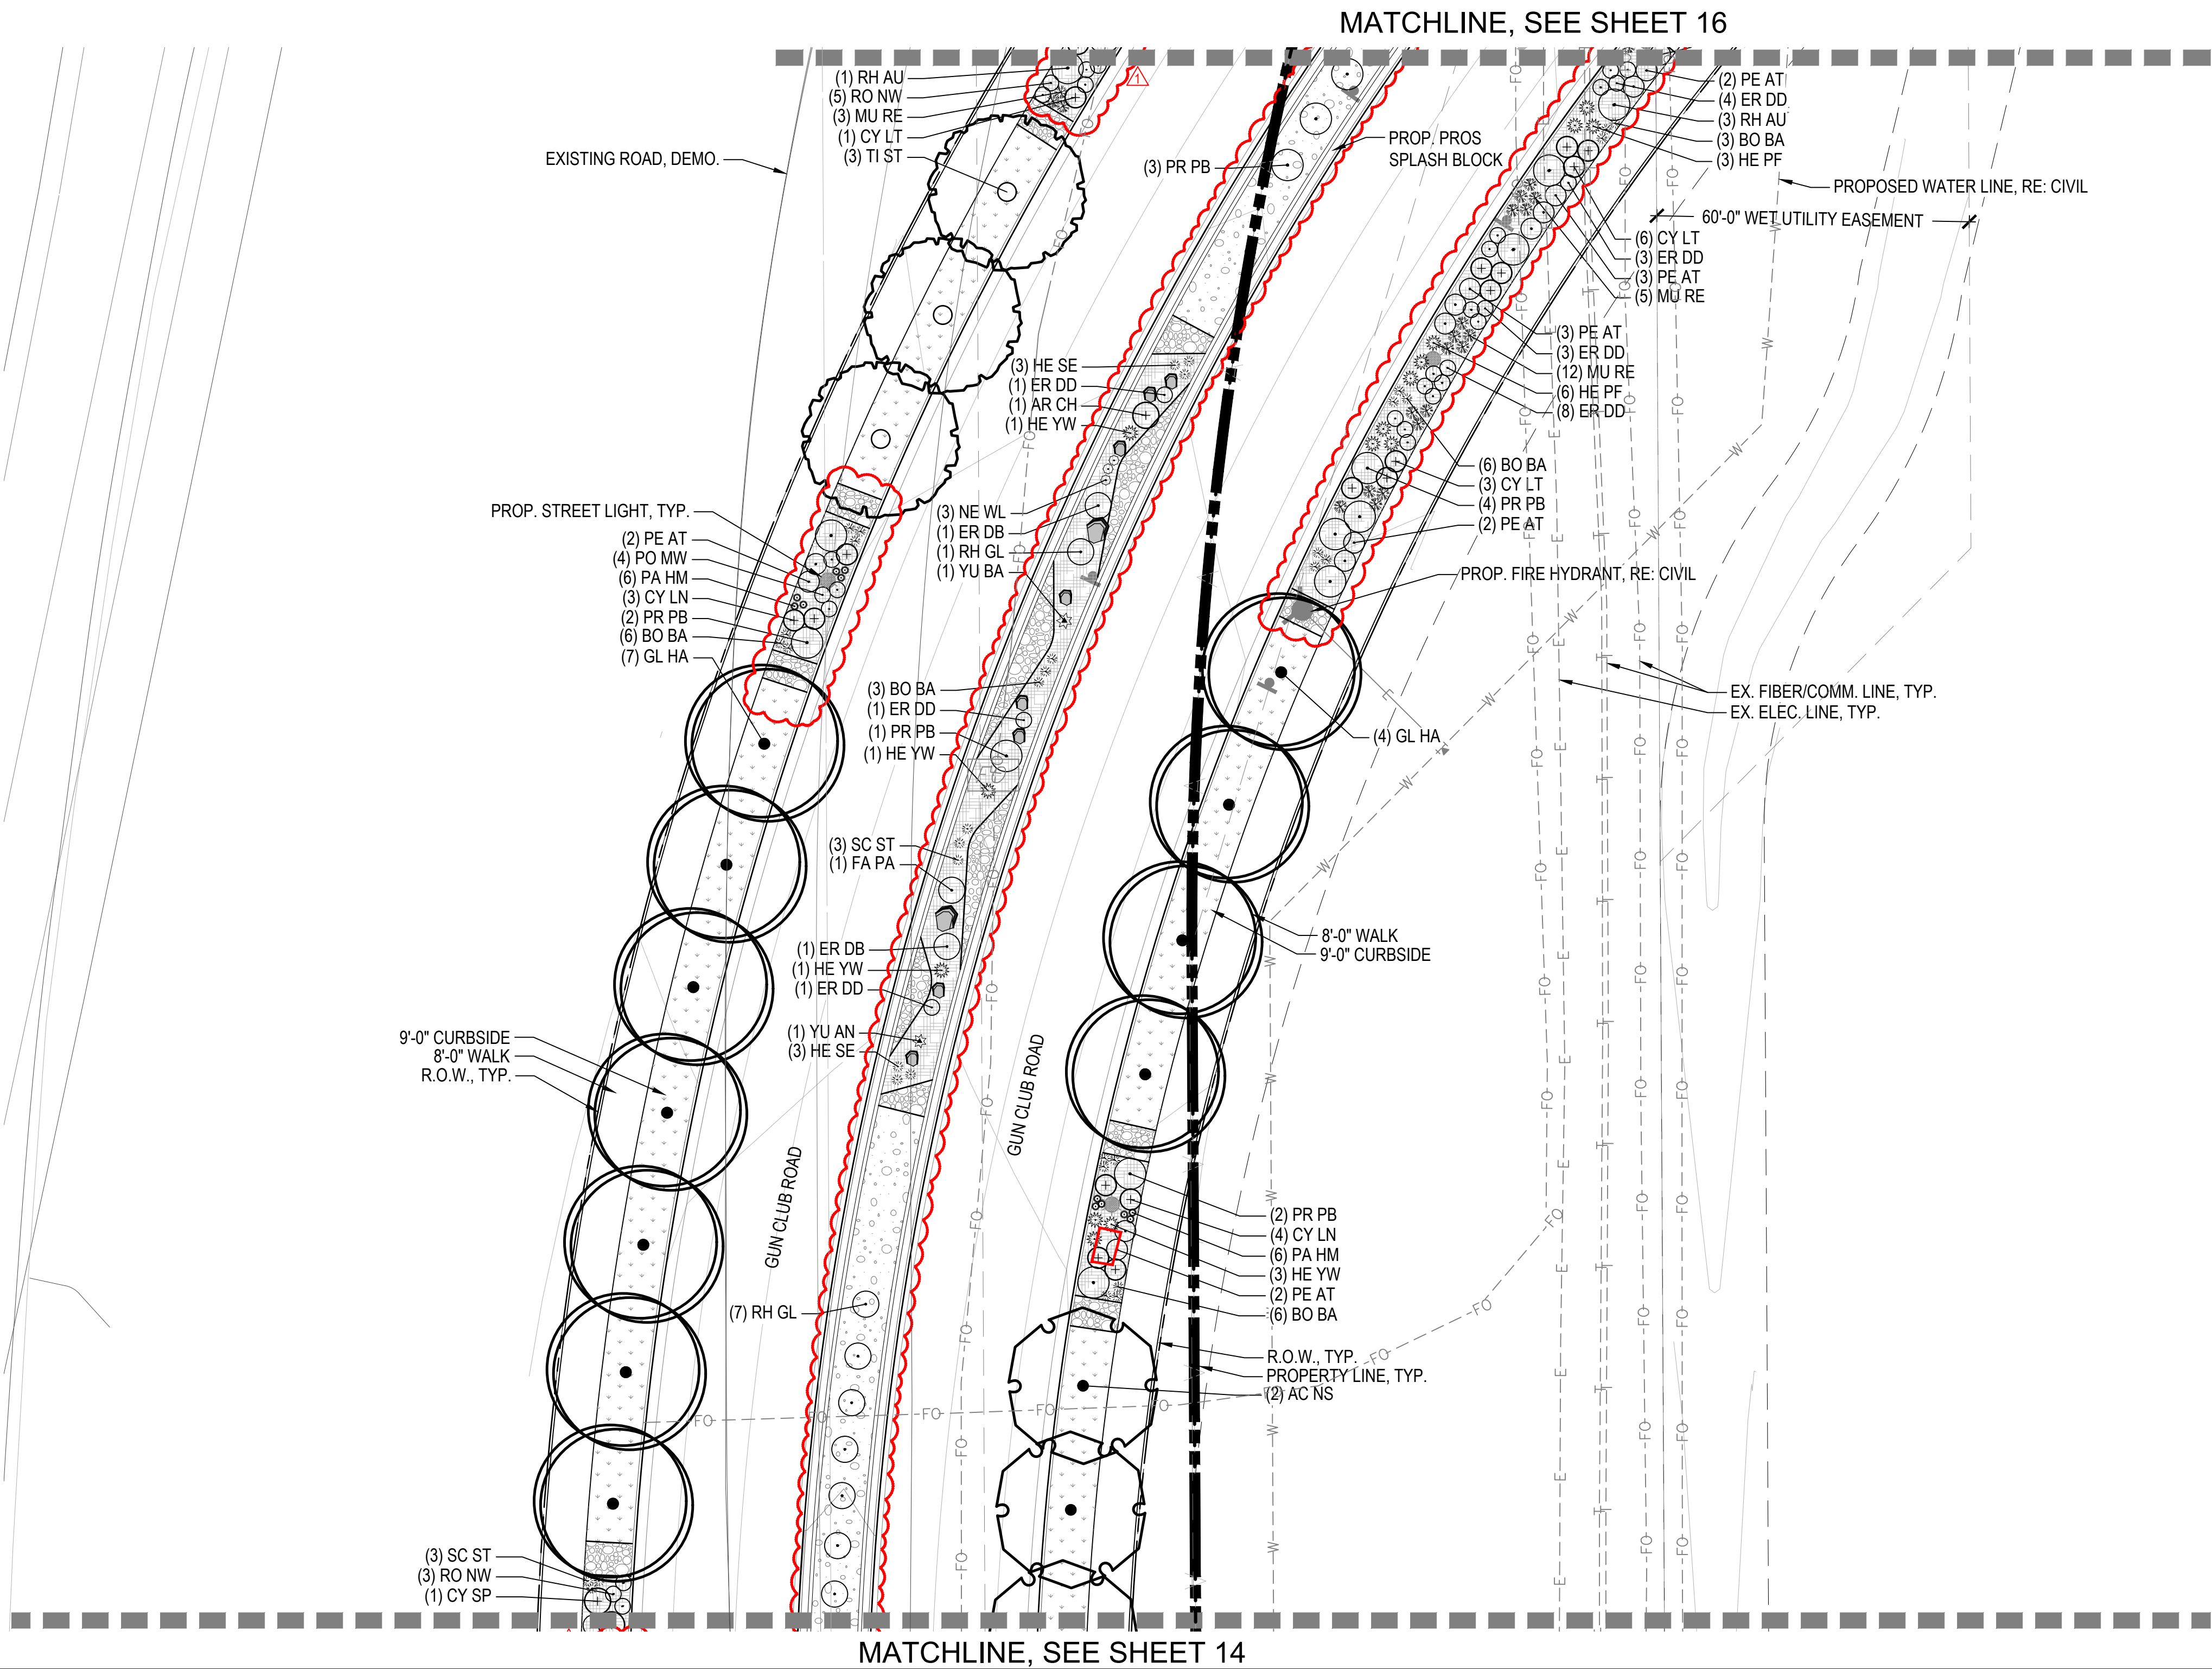 MATCHLINE, SEE SHEET 16
(1) RH AU
(5) RO NW
(3) MU RE
(1) CY LT
(3) TI ST
EXISTING ROAD, DEMO.
1
(3) PR PB
PROP. PROS
SPLASH BLOCK
(2) PE AT
(4) ER DD
(3) RH AU
(3) BO BA
(3) HE PF
PROPOSED WATER LINE, RE: CIVIL
60'-0" WET UTILITY EASEMENT
(6) CY LT
(3) ER DD
(3) PE AT
(5) MU RE
(3) PE AT
(3) ER DD
(12) MU RE
(6) HE PF
(8) ER DD
(3) HE SE
(1) ER DD
(1) AR CH
(1) HE YW
(6) BO BA
(3) CY LT
(4) PR PB
(2) PE AT
PROP. STREET LIGHT, TYP.
(2) PE AT
(4) PO MW
(6) PA HM
(3) CY LN
(2) PR PB
(6) BO BA
(7) GL HA
(3) NE WL
(1) ER DB
(1) RH GL
(1) YU BA
PROP. FIRE HYDRANT, RE: CIVIL
(3) BO BA
(1) ER DD
(1) PR PB
(1) HE YW
EX. FIBER/COMM. LINE, TYP.
EX. ELEC. LINE, TYP.
(4) GL HA
(3) SC ST
(1) FA PA
(1) ER DB
(1) HE YW
(1) ER DD
8'-0" WALK
9'-0" CURBSIDE
(1) YU AN
(3) HE SE
9'-0" CURBSIDE
8'-0" WALK
R.O.W., TYP.
GUN CLUB ROAD
GUN CLUB ROAD
(2) PR PB
(4) CY LN
(6) PA HM
(3) HE YW
(2) PE AT
(6) BO BA
(7) RH GL
R.O.W., TYP.
PROPERTY LINE, TYP.
(2) AC NS
(3) SC ST
(3) RO NW
(1) CY SP
MATCHLINE, SEE SHEET 14